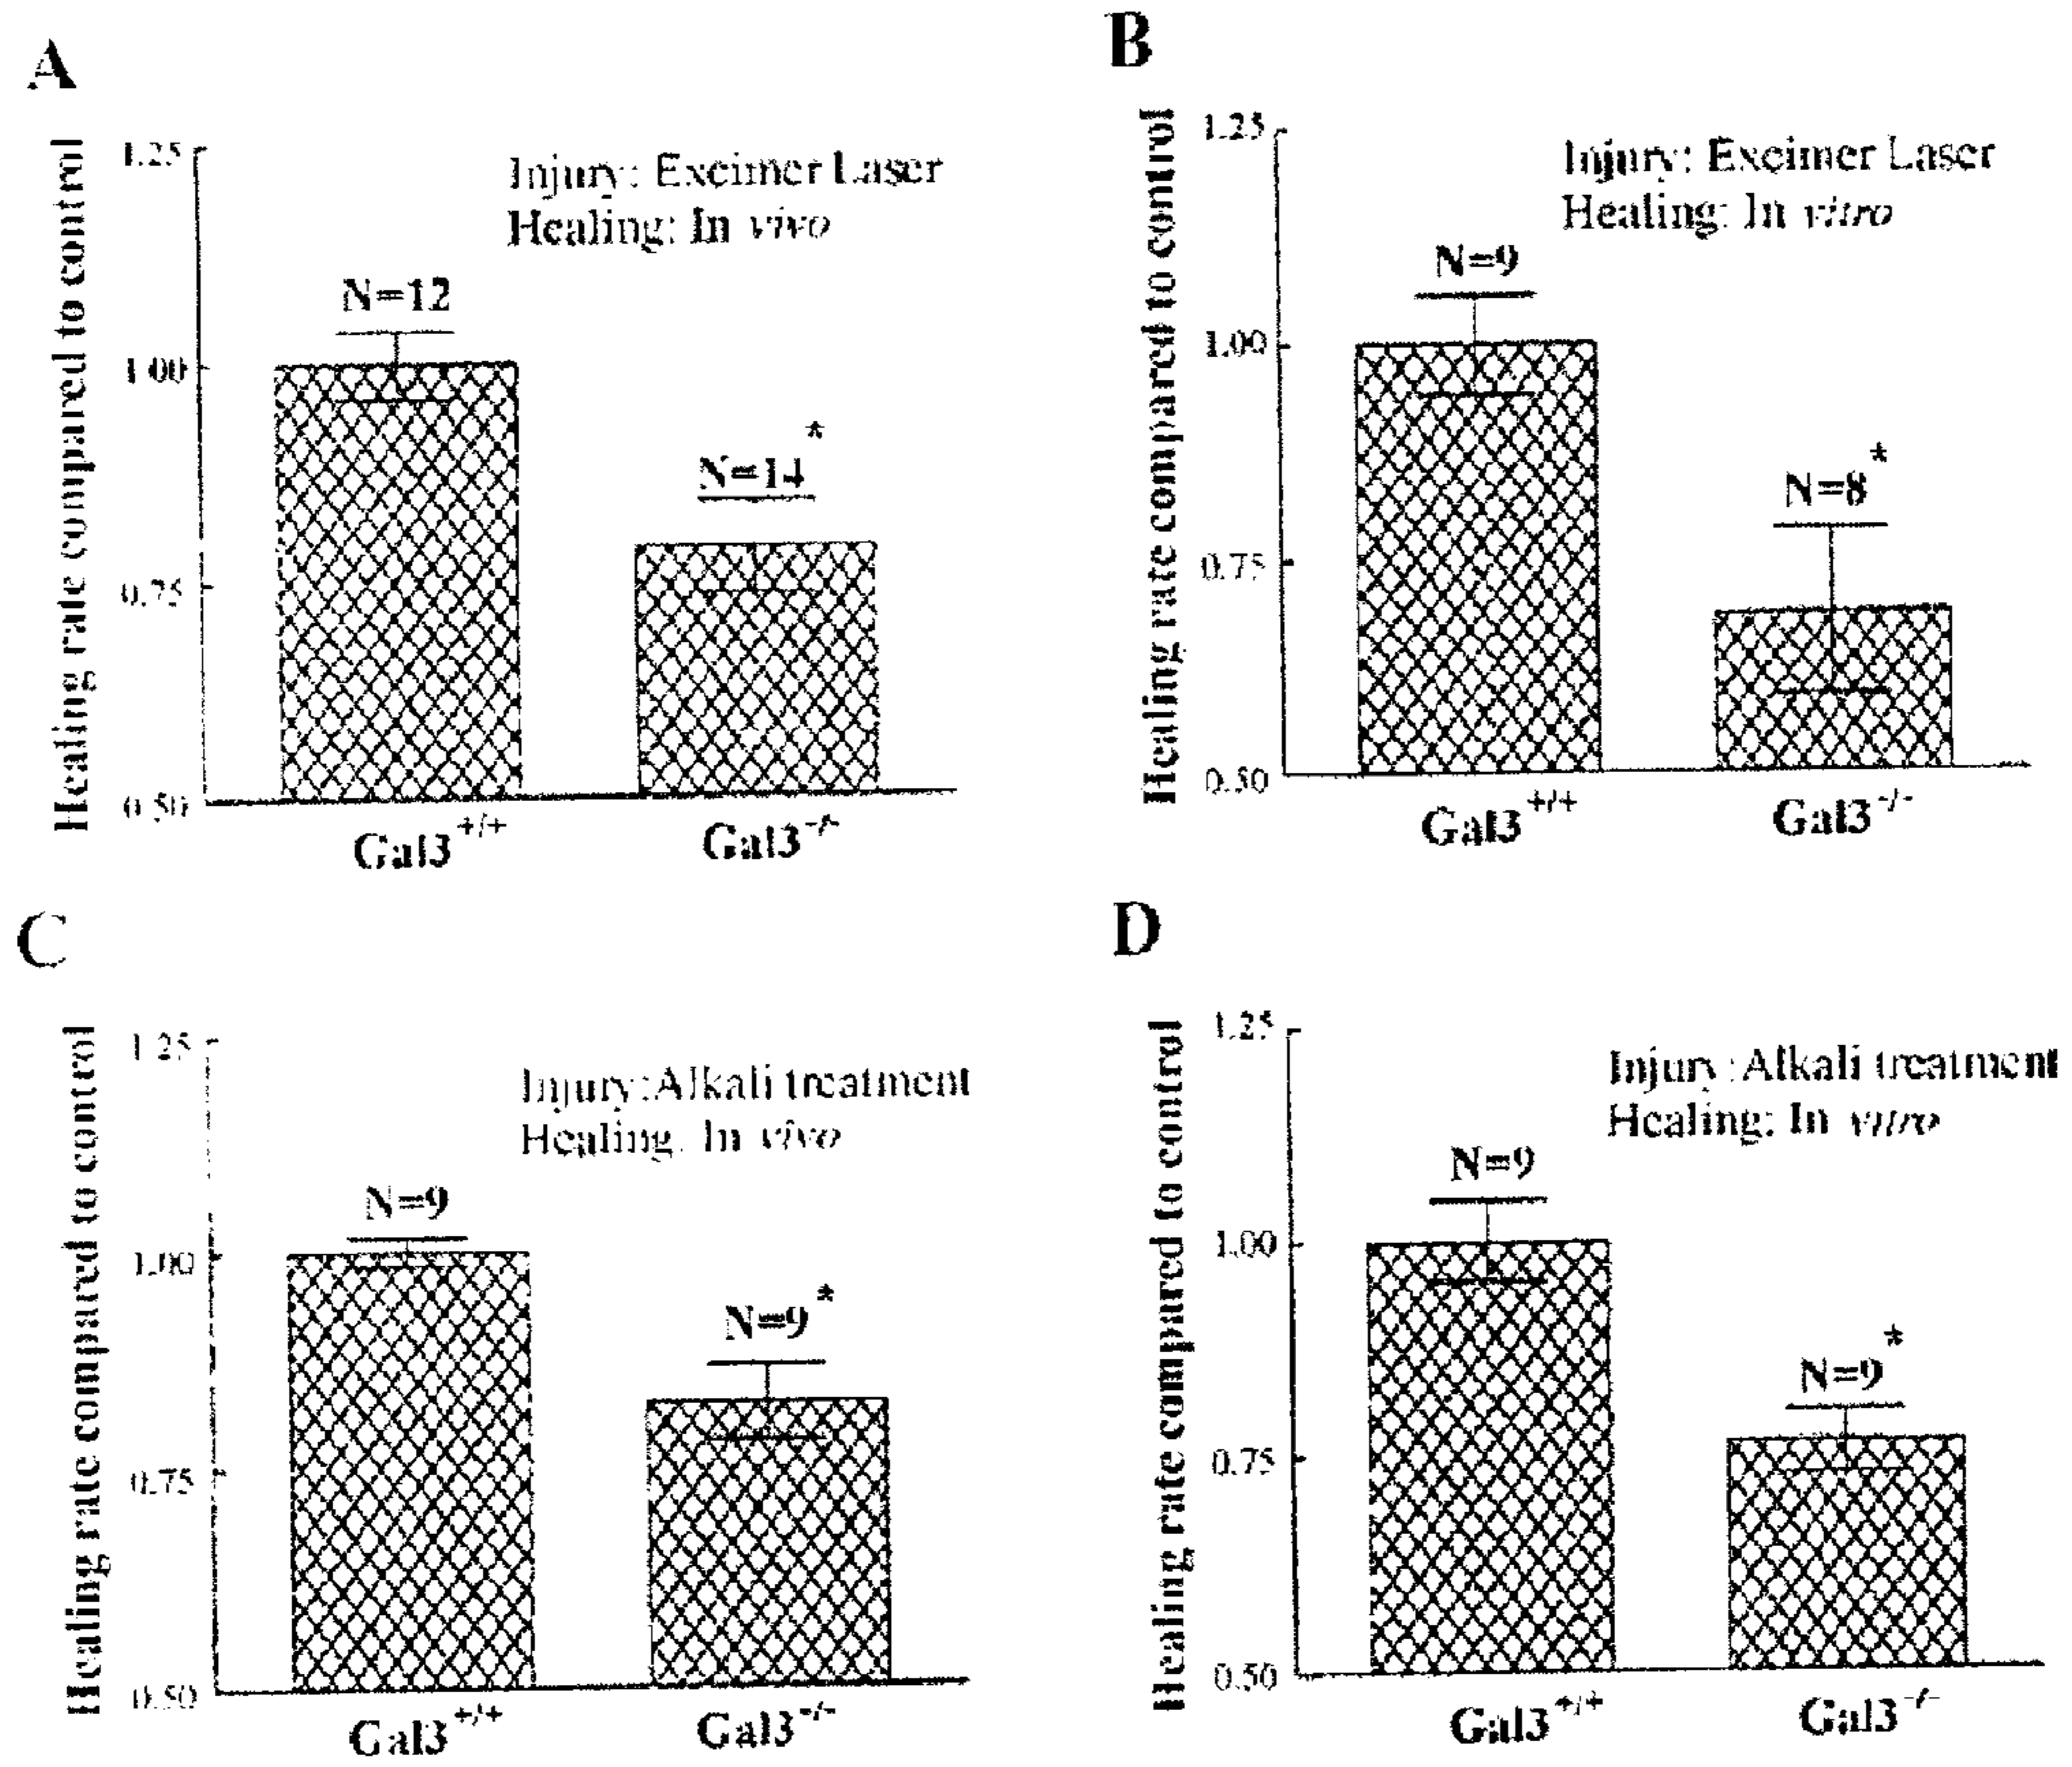 A
Healing rate compared to control
1.25
1.00
0.75
0.50
Injury: Excimer Laser
Healing: In vivo
N=12
N=14 *
Gal3+/+
Gal3-/-
B
Healing rate compared to control
1.25
1.00
0.75
0.50
Injury: Excimer Laser
Healing: In vitro
N=9
N=8 *
Gal3+/+
Gal3-/-
C
Healing rate compared to control
1.25
1.00
0.75
0.50
Injury:Alkali treatment
Healing: In vivo
N=9
N=9 *
Gal3+/+
Gal3-/-
D
Healing rate compared to control
1.25
1.00
0.75
0.50
Injury:Alkali treatment
Healing: In vitro
N=9
N=9 *
Gal3+/+
Gal3-/-